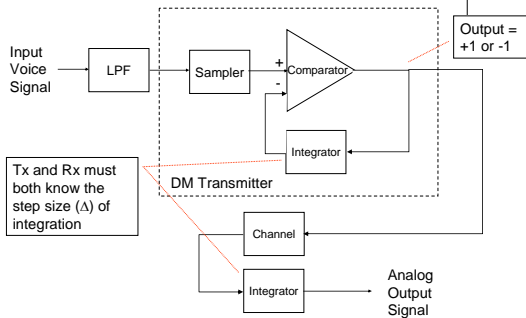 Output =
+1 or -1
Input
Voice
Signal
LPF
Sampler
+
-
Comparator
Integrator
Tx and Rx must
both know the
step size (Δ) of
integration
DM Transmitter
Channel
Integrator
Analog
Output
Signal